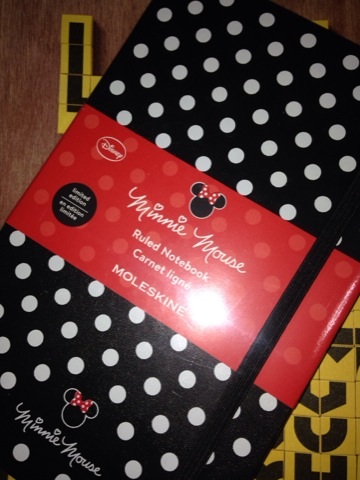 Disney
limited
edition
en édition
limitée
Minnie Mouse
Ruled Notebook
Carnet ligné
MOLESKINE
Minnie Mouse